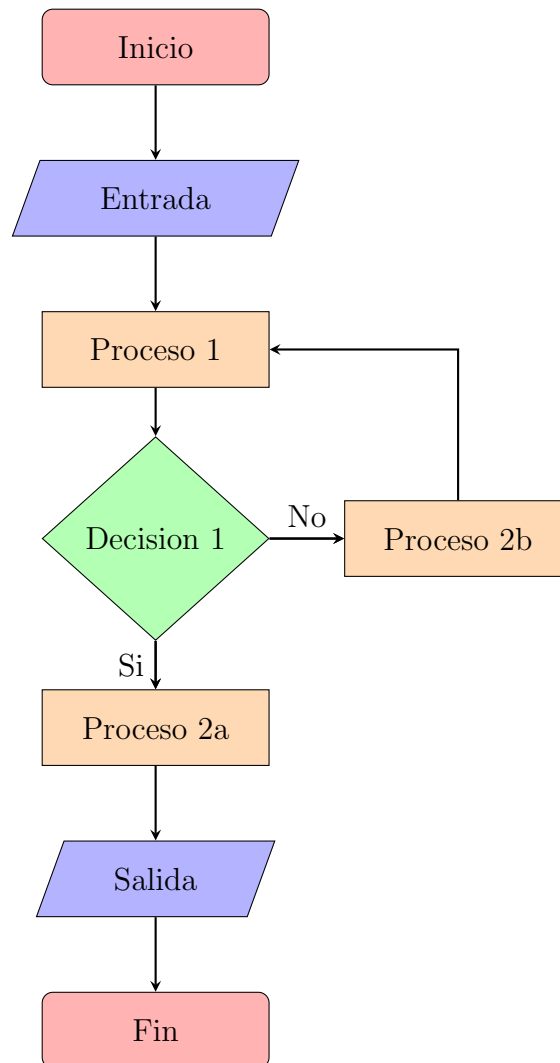 Inicio
Entrada
Proceso 1
Decision 1
No
Proceso 2b
Si
Proceso 2a
Salida
Fin